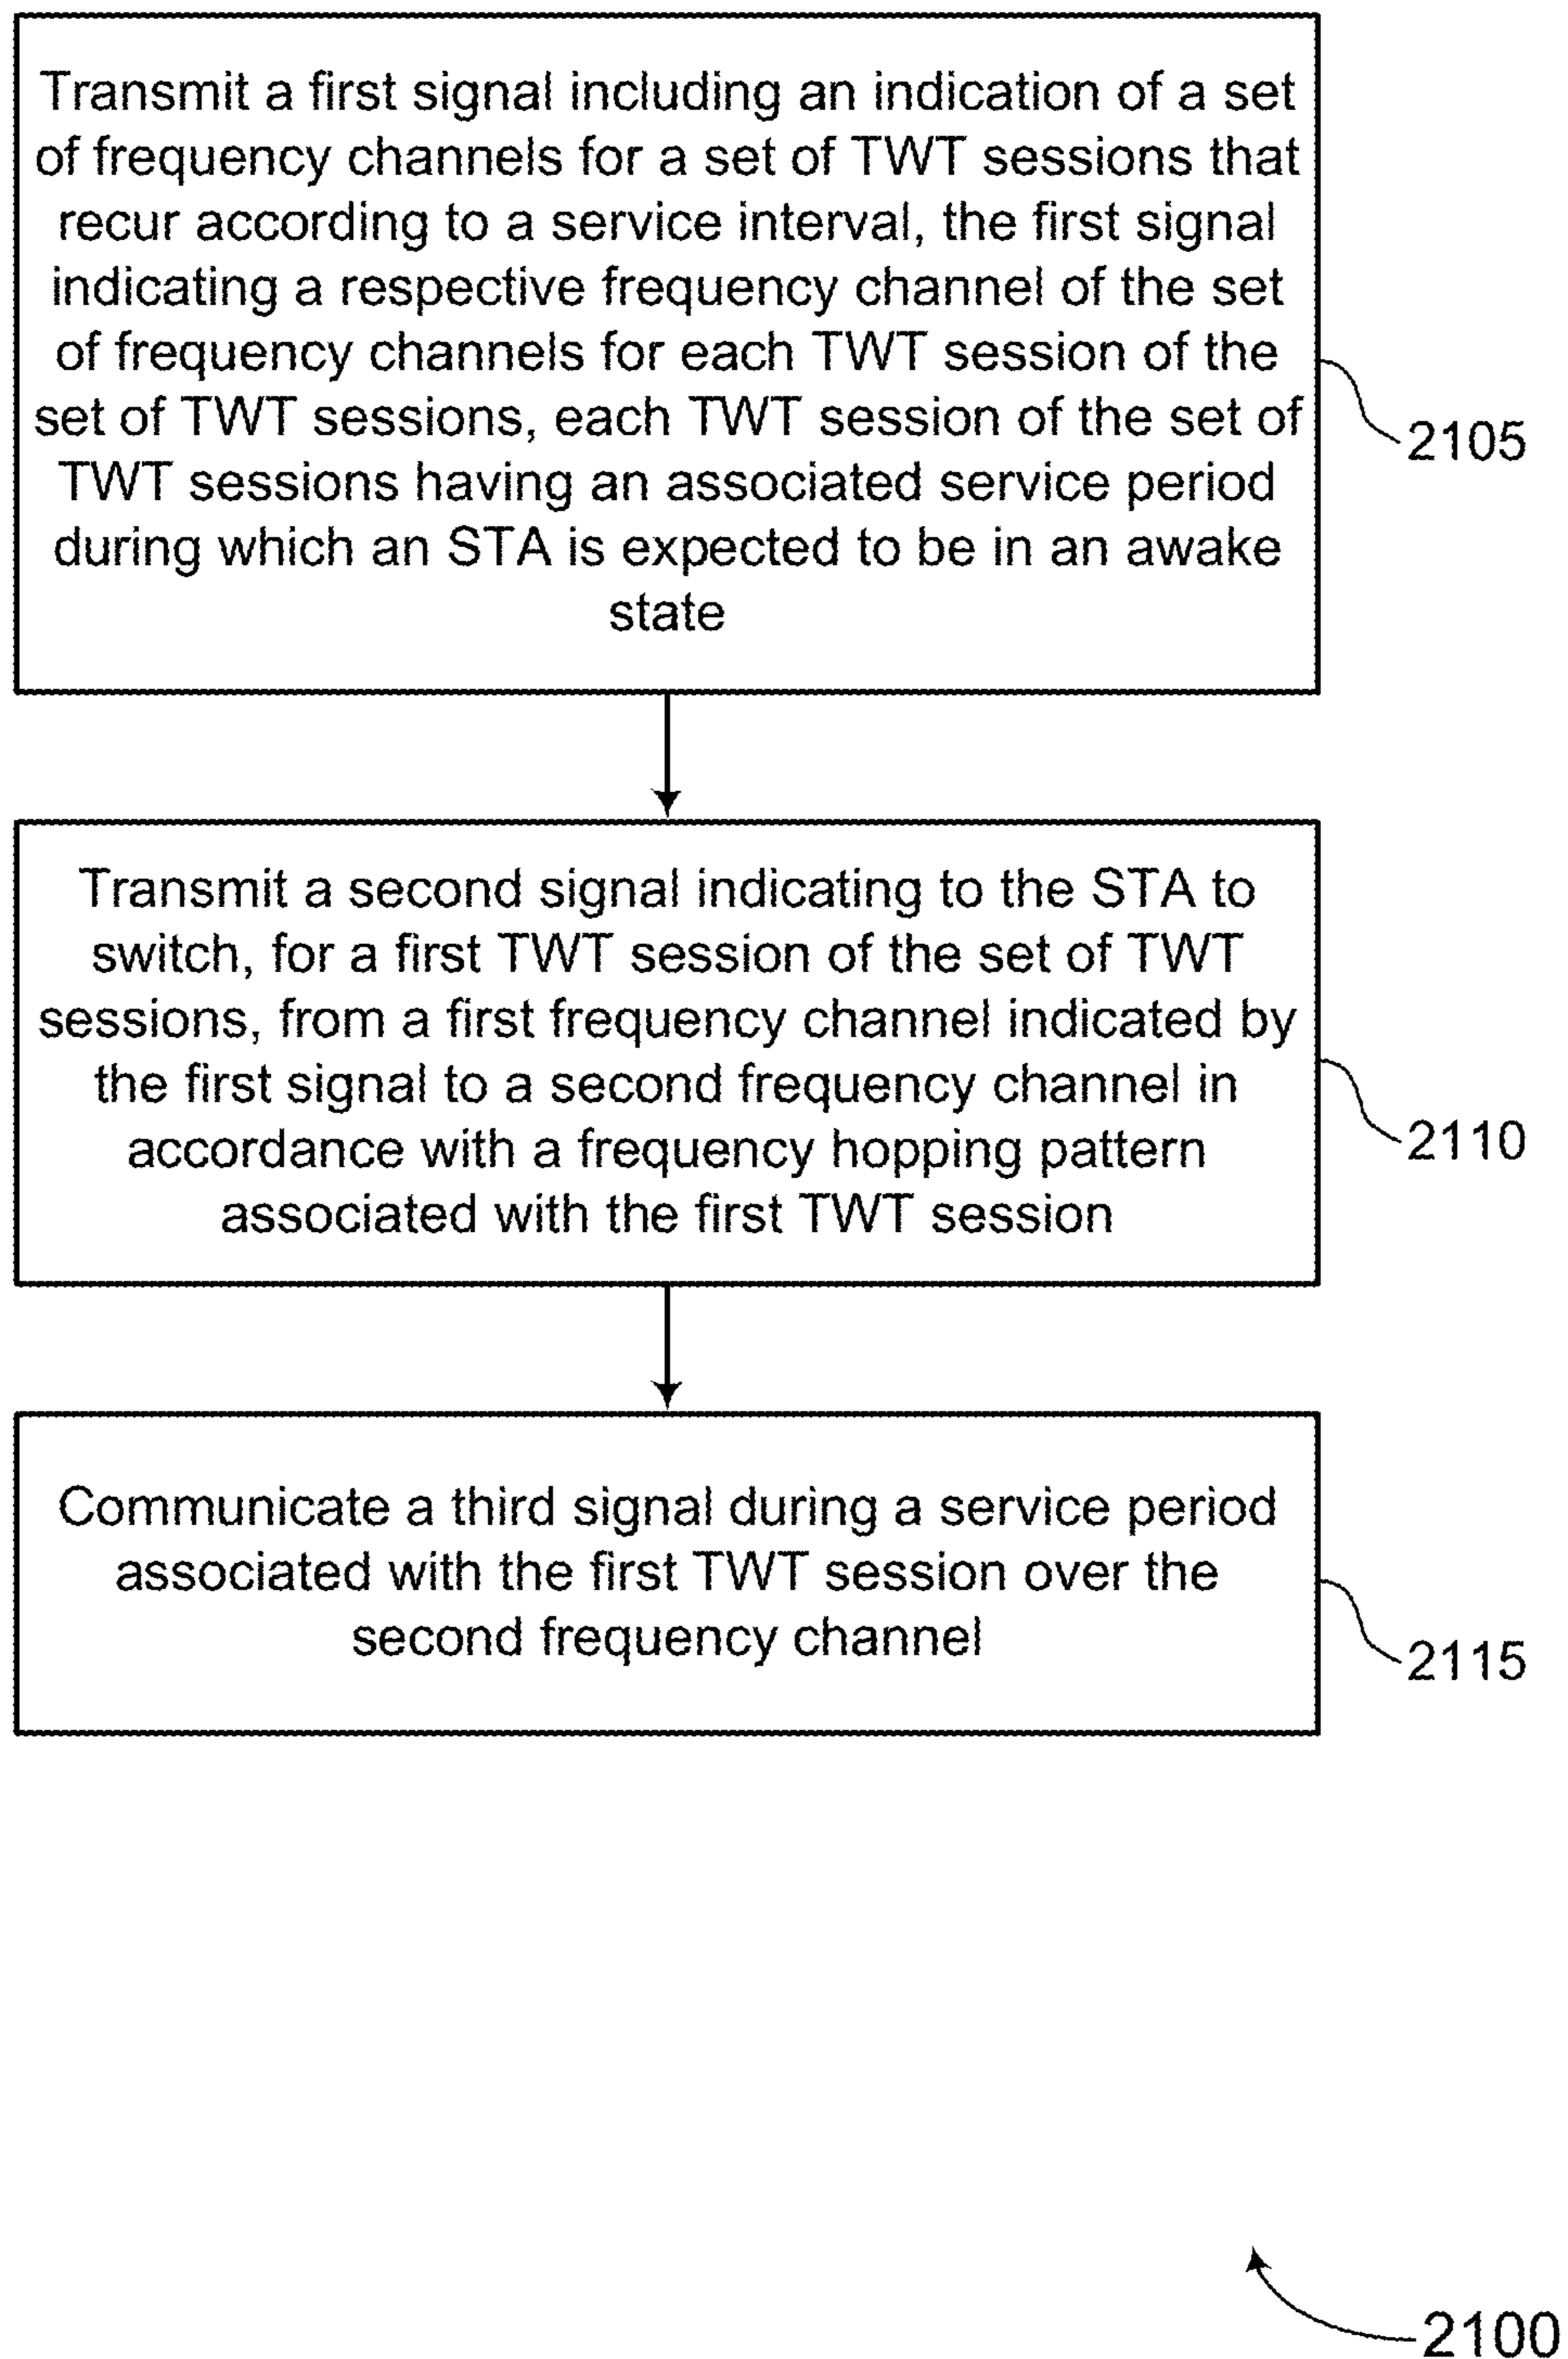 Transmit a first signal including an indication of a set
of frequency channels for a set of TWT sessions that
recur according to a service interval, the first signal
indicating a respective frequency channel of the set
of frequency channels for each TWT session of the
set of TWT sessions, each TWT session of the set of
TWT sessions having an associated service period
during which an STA is expected to be in an awake
state
2105
Transmit a second signal indicating to the STA to
switch, for a first TWT session of the set of TWT
sessions, from a first frequency channel indicated by
the first signal to a second frequency channel in
accordance with a frequency hopping pattern
associated with the first TWT session
2110
Communicate a third signal during a service period
associated with the first TWT session over the
second frequency channel
2115
2100